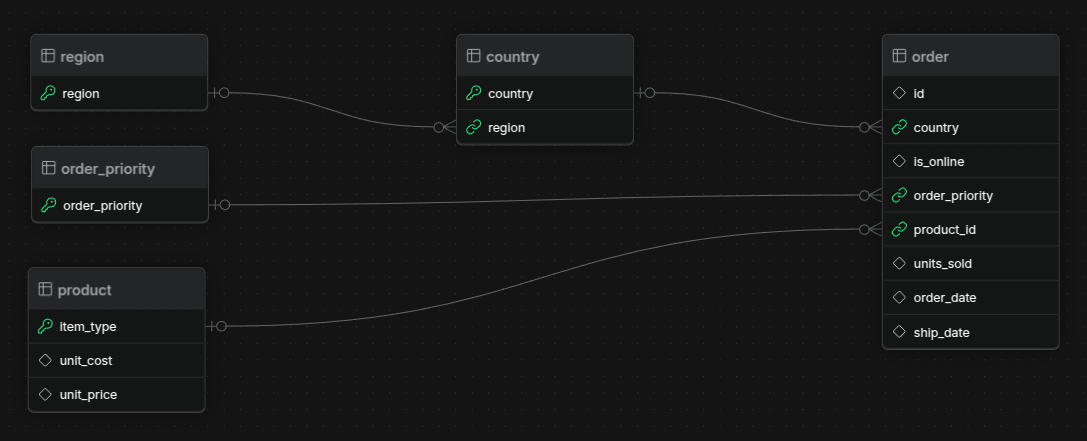 region
region
order_priority
order_priority
product
item_type
unit_cost
unit_price
country
country
region
order
id
country
is_online
order_priority
product_id
units_sold
order_date
ship_date